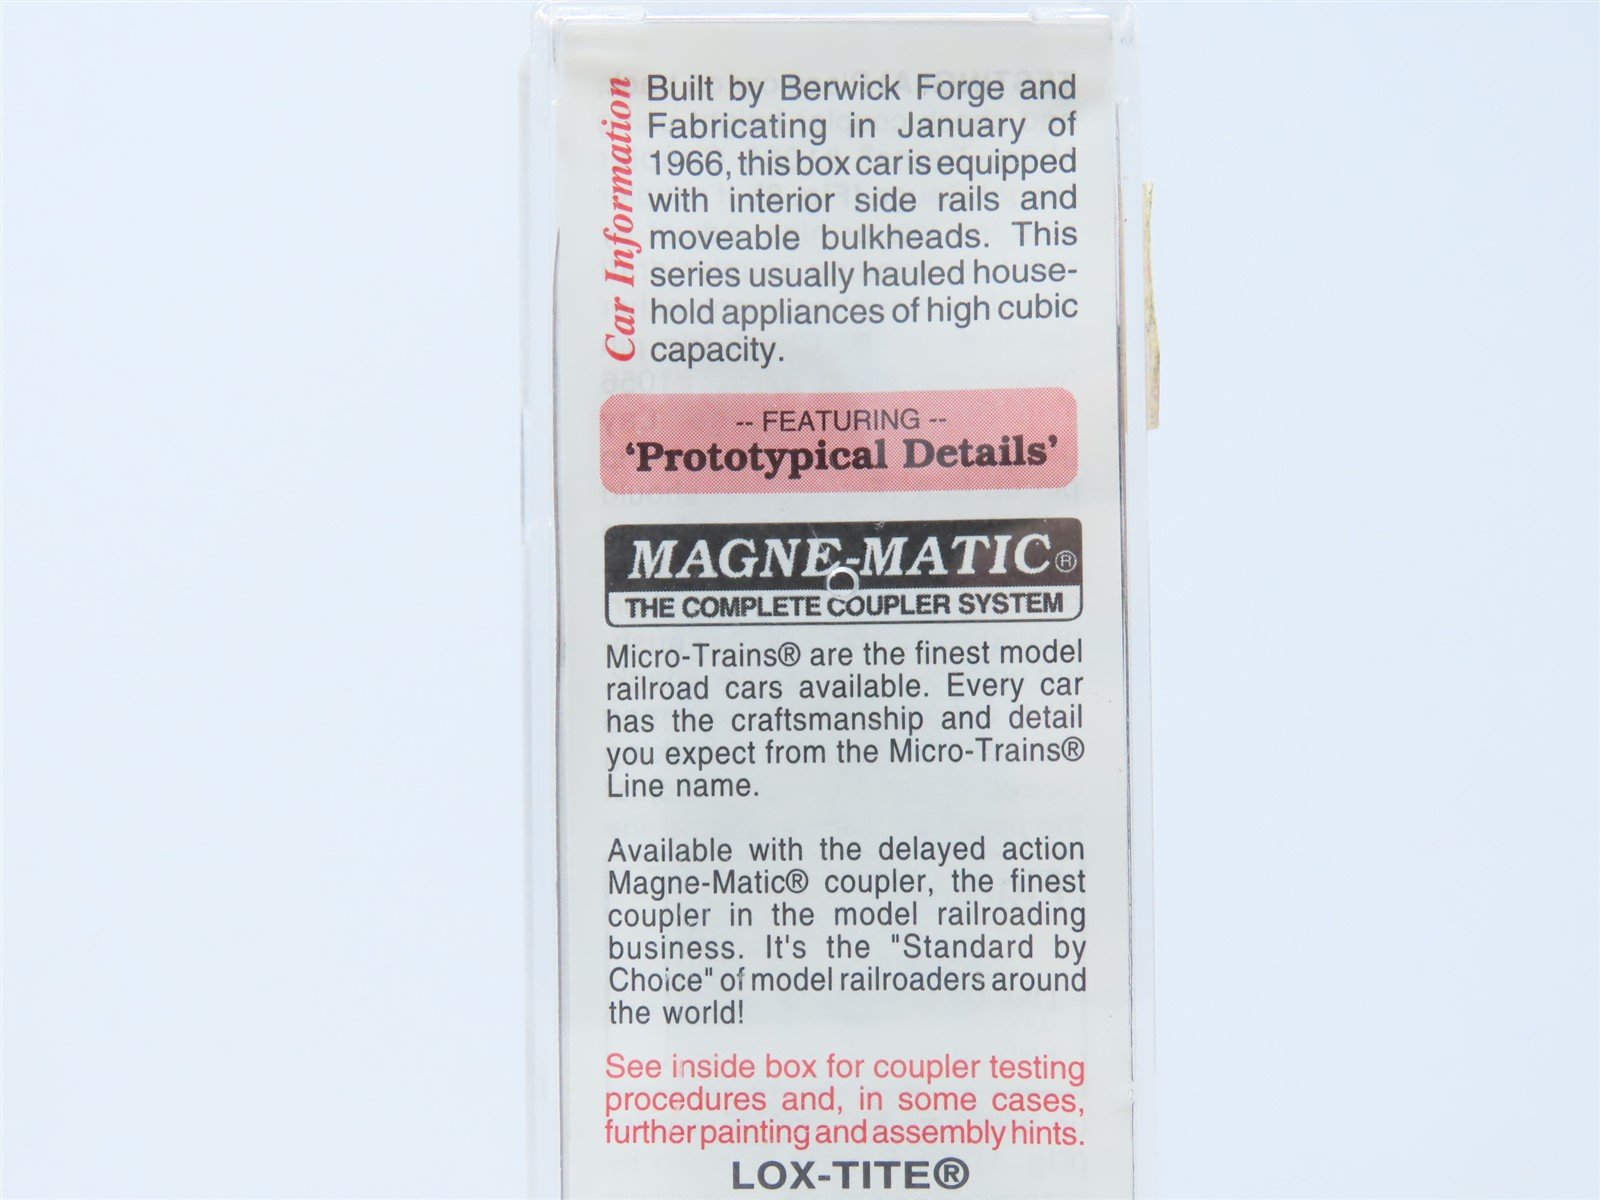 Car Information
Built by Berwick Forge and
Fabricating in January of
1966, this box car is equipped
with interior side rails and
moveable bulkheads. This
series usually hauled house-
hold appliances of high cubic
capacity.
-- FEATURING --
‘Prototypical Details’
MAGNE-MATIC®
THE COMPLETE COUPLER SYSTEM
Micro-Trains® are the finest model
railroad cars available. Every car
has the craftsmanship and detail
you expect from the Micro-Trains®
Line name.
Available with the delayed action
Magne-Matic® coupler, the finest
coupler in the model railroading
business. It's the "Standard by
Choice" of model railroaders around
the world!
See inside box for coupler testing
procedures and, in some cases,
further painting and assembly hints.
LOX-TITE®